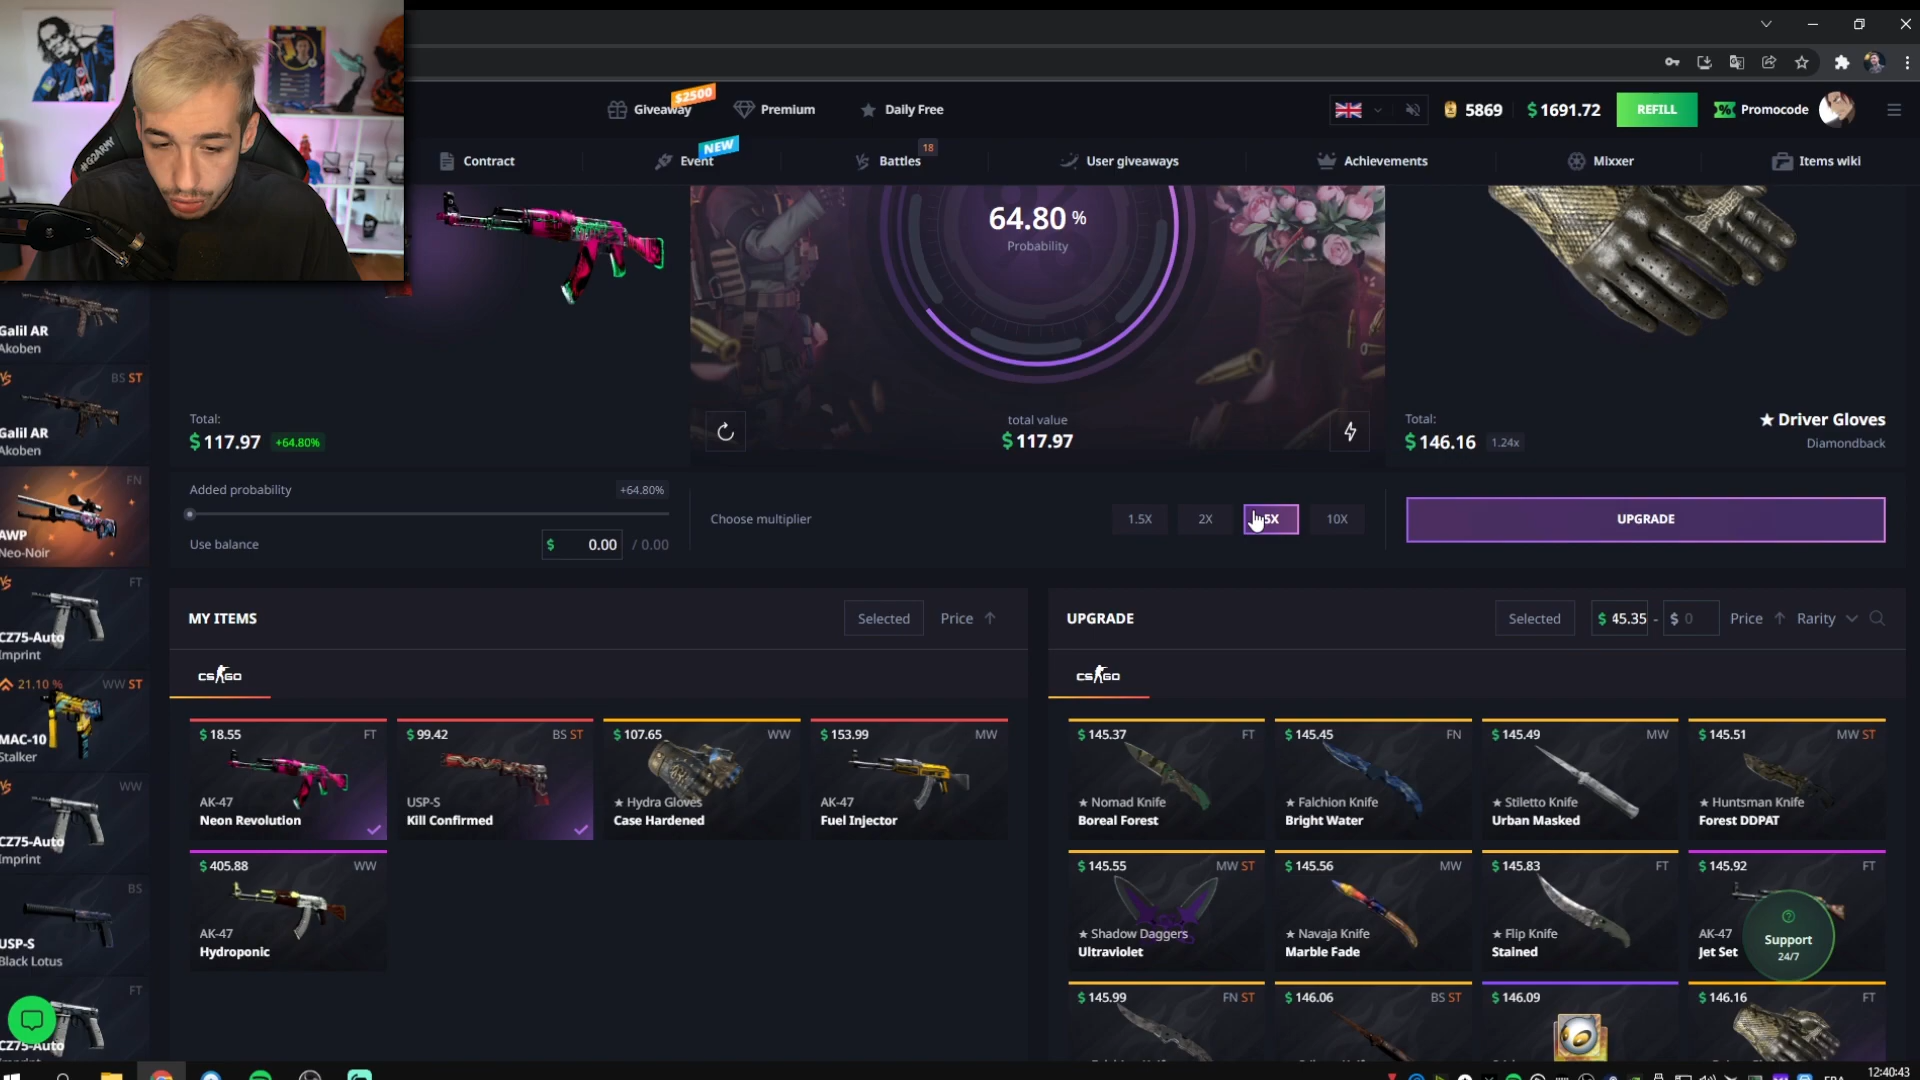 $2500
Giveaway
Premium
Daily Free
5869
$ 1691.72
REFILL
% Promocode
Contract
Event
NEW
Battles
18
User giveaways
Achievements
Mixxer
Items wiki
#G2ARMY
64.80 %
Probability
Galil AR
Akoben
BS ST
Galil AR
Akoben
FN
AWP
Neo-Noir
FT
CZ75-Auto
Imprint
21.10 %
WW ST
MAC-10
Stalker
WW
CZ75-Auto
Imprint
BS
USP-S
Black Lotus
FT
CZ75-Auto
Total:
$ 117.97
+64.80%
total value
$ 117.97
Total:
$ 146.16
1.24x
★ Driver Gloves
Diamondback
Added probability
+64.80%
Use balance
$ 0.00 / 0.00
Choose multiplier
1.5X
2X
5X
10X
UPGRADE
MY ITEMS
Selected
Price
CS GO
$ 18.55
FT
AK-47
Neon Revolution
$ 99.42
BS ST
USP-S
Kill Confirmed
$ 107.65
WW
★ Hydra Gloves
Case Hardened
$ 153.99
MW
AK-47
Fuel Injector
$ 405.88
WW
AK-47
Hydroponic
UPGRADE
Selected
$ 45.35 - $ 0
Price
Rarity
CS GO
$ 145.37
FT
★ Nomad Knife
Boreal Forest
$ 145.45
FN
★ Falchion Knife
Bright Water
$ 145.49
MW
★ Stiletto Knife
Urban Masked
$ 145.51
MW ST
★ Huntsman Knife
Forest DDPAT
$ 145.55
MW ST
★ Shadow Daggers
Ultraviolet
$ 145.56
MW
★ Navaja Knife
Marble Fade
$ 145.83
FT
★ Flip Knife
Stained
$ 145.92
FT
AK-47
Jet Set
Support
24/7
$ 145.99
FN ST
$ 146.06
BS ST
$ 146.09
$ 146.16
FT
FRA
12:40:43